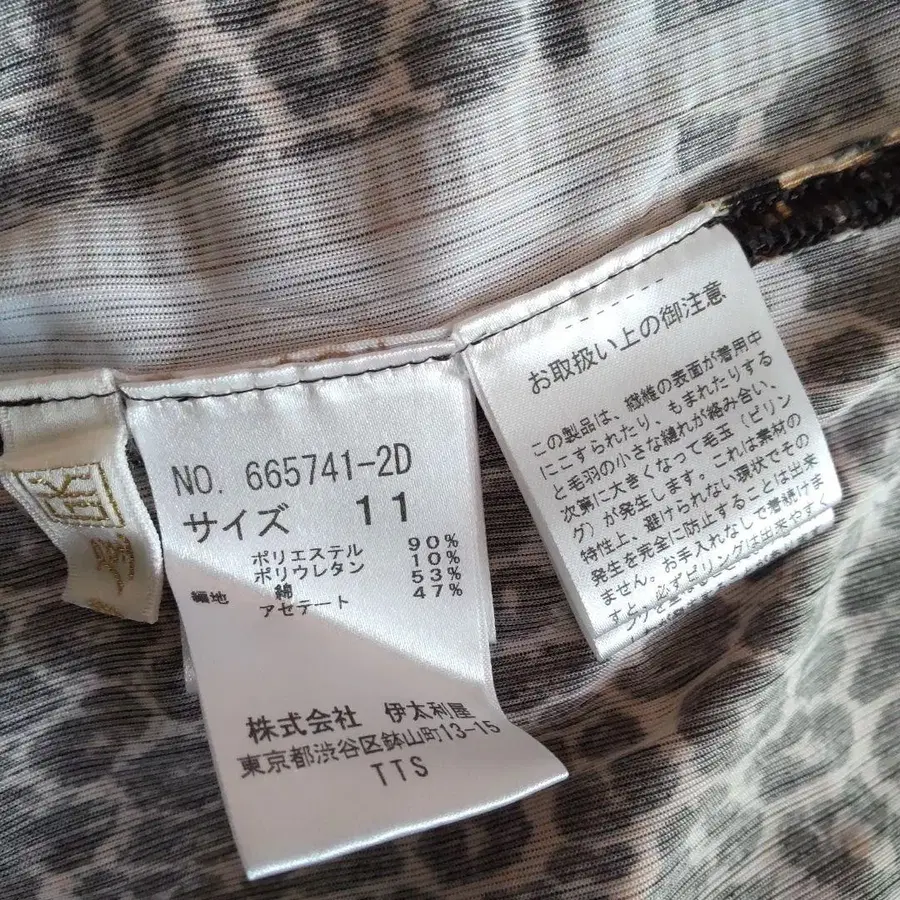 NO. 665741-2D
サイズ 11
ポリエステル 90%
ポリウレタン 10%
編地 綿 53%
アセテート 47%
株式会社 伊太利屋
東京都渋谷区鉢山町13-15
TTS
お取扱い上の御注意
この製品は、繊維の表面が着用中
にこすられたり、もまれたりする
と毛羽の小さな縺れが絡み合い、
次第に大きくなって毛玉（ピリン
グ）が発生します。これは素材の
特性上、避けられない現状でその
発生を完全に防止することは出来
ません。お手入れなしで着続けま
すと、必ずピリングは出来やすく